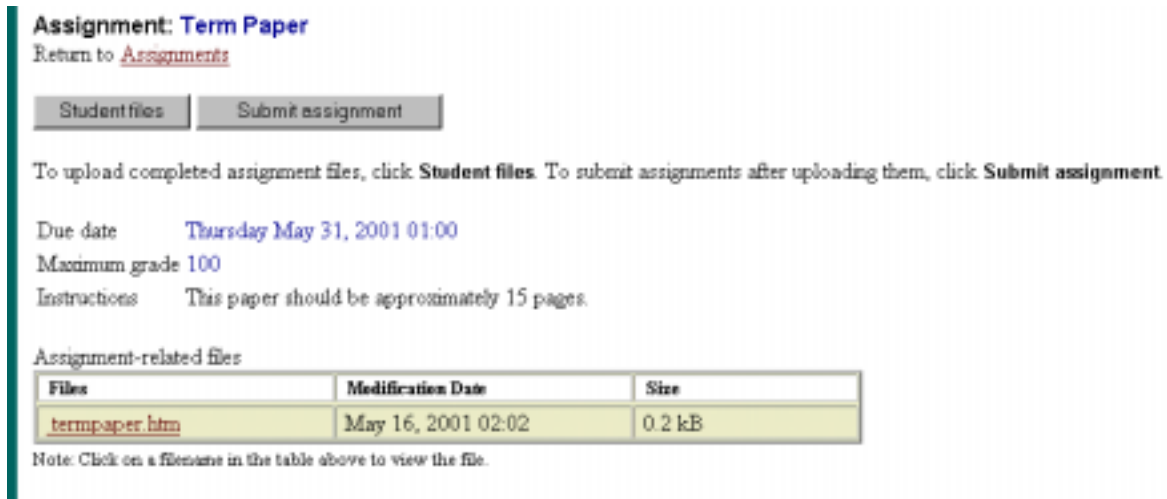 Assignment: Term Paper
Return to Assignments
Student files Submit assignment
To upload completed assignment files, click Student files. To submit assignments after uploading them, click Submit assignment.
Due date Thursday May 31, 2001 01:00
Maximum grade 100
Instructions This paper should be approximately 15 pages.
Assignment-related files
Files Modification Date Size
termpaper.htm May 16, 2001 02:02 0.2 kB
Note: Click on a filename in the table above to view the file.